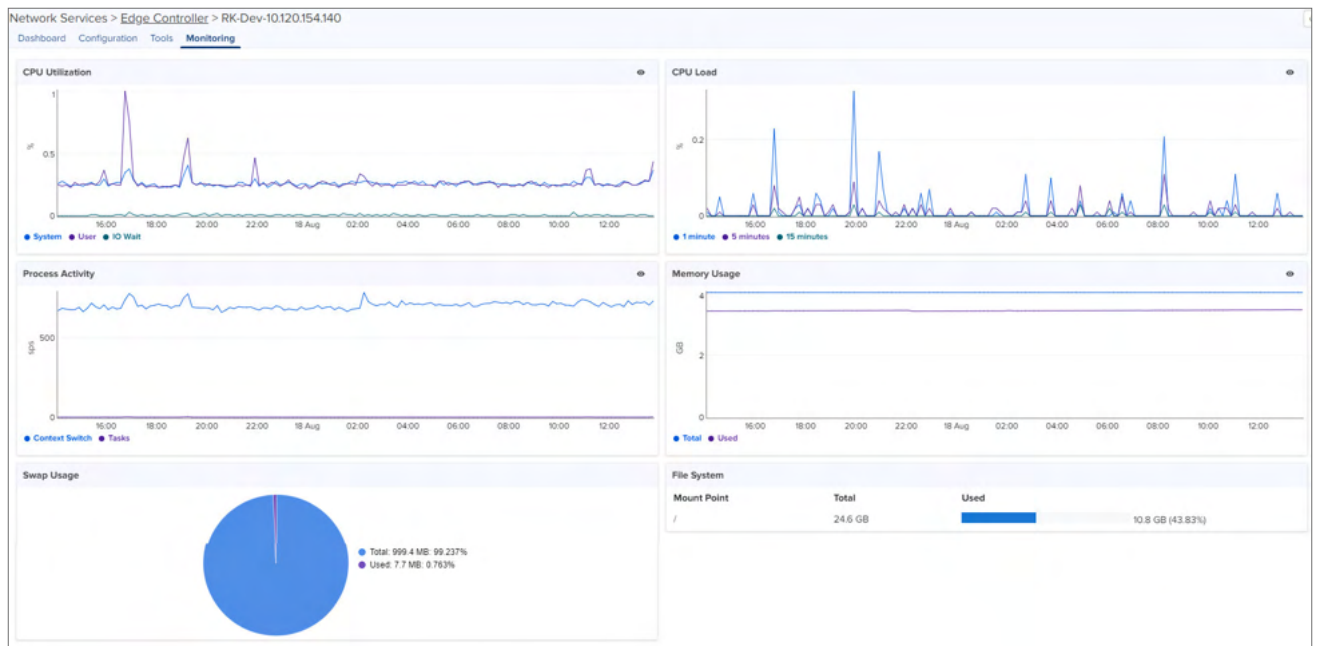 Network Services > Edge Controller > RK-Dev-10.120.154.140
Dashboard Configuration Tools Monitoring
CPU Utilization
1
%
0.5
0
16:00 18:00 20:00 22:00 18 Aug 02:00 04:00 06:00 08:00 10:00 12:00
System User IO Wait
CPU Load
%
0.2
0
16:00 18:00 20:00 22:00 18 Aug 02:00 04:00 06:00 08:00 10:00 12:00
1 minute 5 minutes 15 minutes
Process Activity
sps
500
0
16:00 18:00 20:00 22:00 18 Aug 02:00 04:00 06:00 08:00 10:00 12:00
Context Switch Tasks
Memory Usage
4
GB
2
0
16:00 18:00 20:00 22:00 18 Aug 02:00 04:00 06:00 08:00 10:00 12:00
Total Used
Swap Usage
Total: 999.4 MB: 99.237%
Used: 7.7 MB: 0.763%
File System
Mount Point Total Used
/ 24.6 GB 10.8 GB (43.83%)